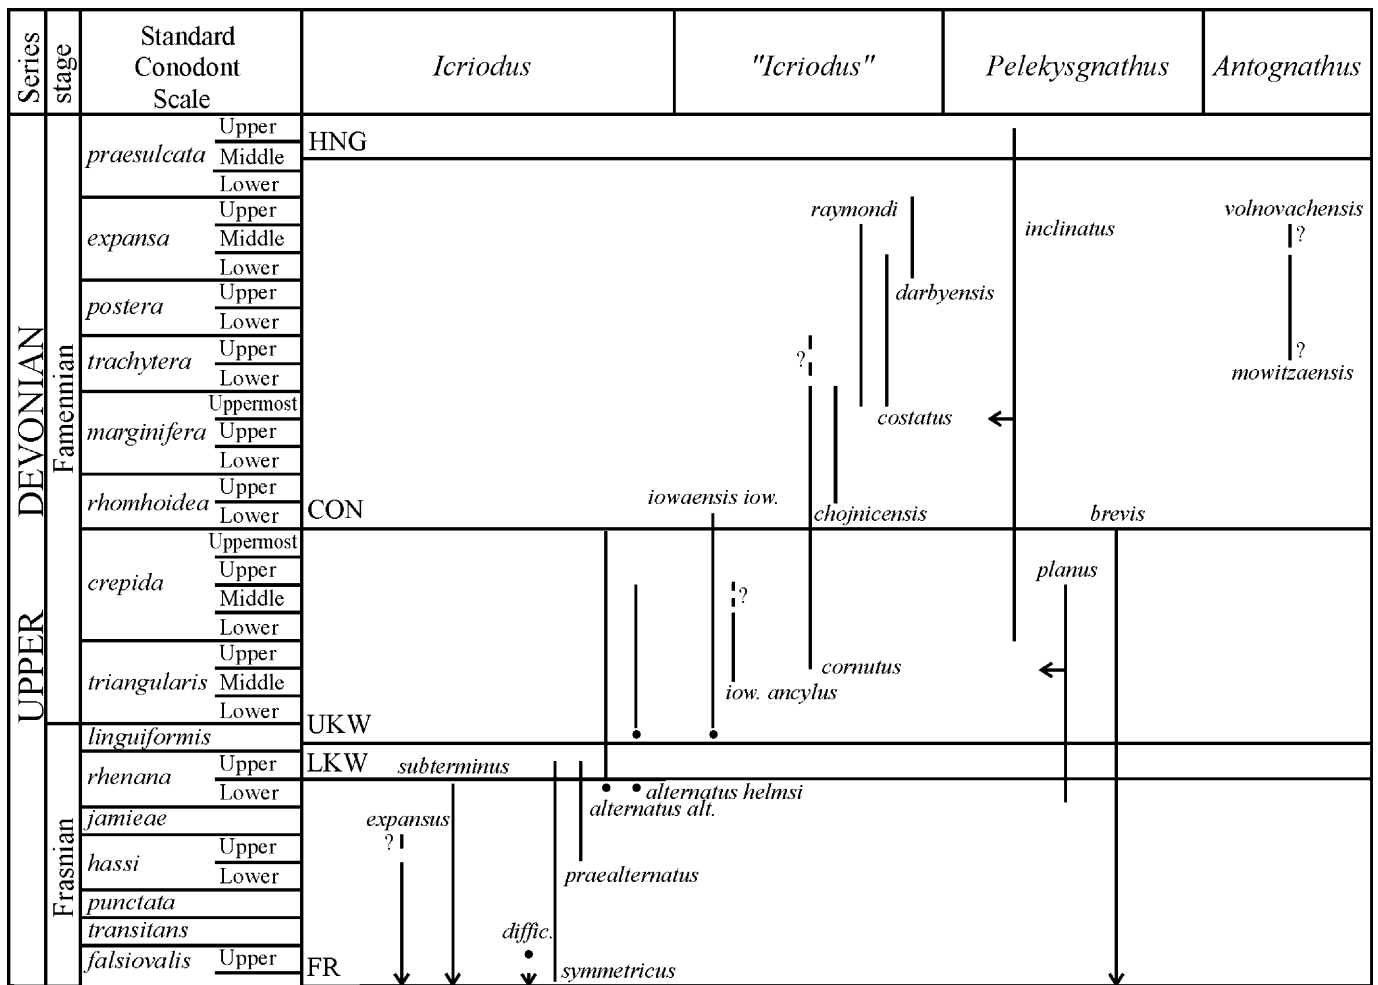 Series
stage
Standard
Conodont
Scale
Icriodus
"Icriodus"
Pelekysgnathus
Antognathus
UPPER DEVONIAN
Famennian
Frasnian
praesulcata
Upper
Middle
Lower
HNG
expansa
Upper
Middle
Lower
raymondi
inclinatus
volnovachensis
?
postera
Upper
Lower
darbyensis
trachytera
Upper
Lower
?
?
mowitzaensis
marginifera
Uppermost
Upper
Lower
costatus
rhomhoidea
Upper
Lower
CON
iowaensis iow.
chojnicensis
brevis
crepida
Uppermost
Upper
Middle
Lower
planus
?
triangularis
Upper
Middle
Lower
cornutus
iow. ancylus
linguiformis
UKW
rhenana
Upper
Lower
LKW
subterminus
alternatus helmsi
alternatus alt.
jamieae
expansus
?
hassi
Upper
Lower
praealternatus
punctata
transitans
diffic.
falsiovalis
Upper
FR
symmetricus